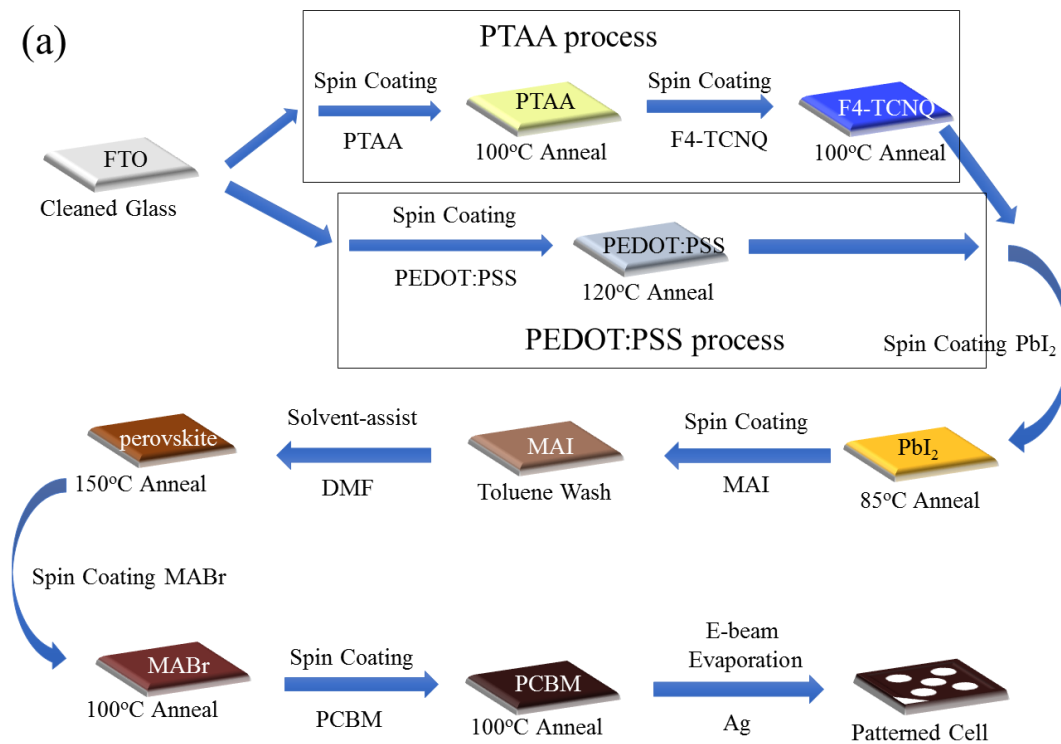 (a)
PTAA process
Spin Coating
PTAA
PTAA
100°C Anneal
Spin Coating
F4-TCNQ
F4-TCNQ
100°C Anneal
FTO
Cleaned Glass
Spin Coating
PEDOT:PSS
PEDOT:PSS
120°C Anneal
PEDOT:PSS process
Spin Coating PbI₂
PbI₂
85°C Anneal
Spin Coating
MAI
MAI
Toluene Wash
Solvent-assist
DMF
perovskite
150°C Anneal
Spin Coating MABr
MABr
100°C Anneal
Spin Coating
PCBM
PCBM
100°C Anneal
E-beam
Evaporation
Ag
Patterned Cell